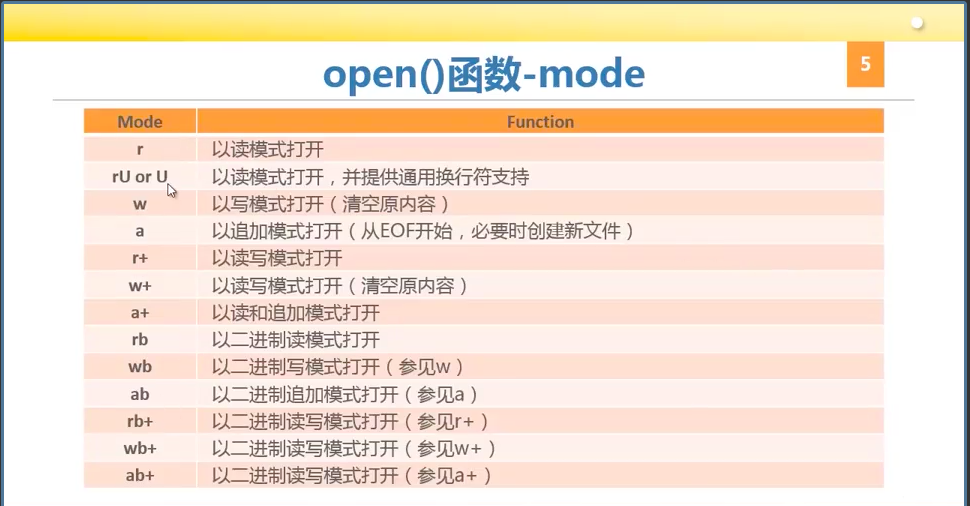 open()函数-mode
5
Mode Function
r 以读模式打开
rU or U 以读模式打开，并提供通用换行符支持
w 以写模式打开（清空原内容）
a 以追加模式打开（从EOF开始，必要时创建新文件）
r+ 以读写模式打开
w+ 以读写模式打开（清空原内容）
a+ 以读和追加模式打开
rb 以二进制读模式打开
wb 以二进制写模式打开（参见w）
ab 以二进制追加模式打开（参见a）
rb+ 以二进制读写模式打开（参见r+）
wb+ 以二进制读写模式打开（参见w+）
ab+ 以二进制读写模式打开（参见a+）